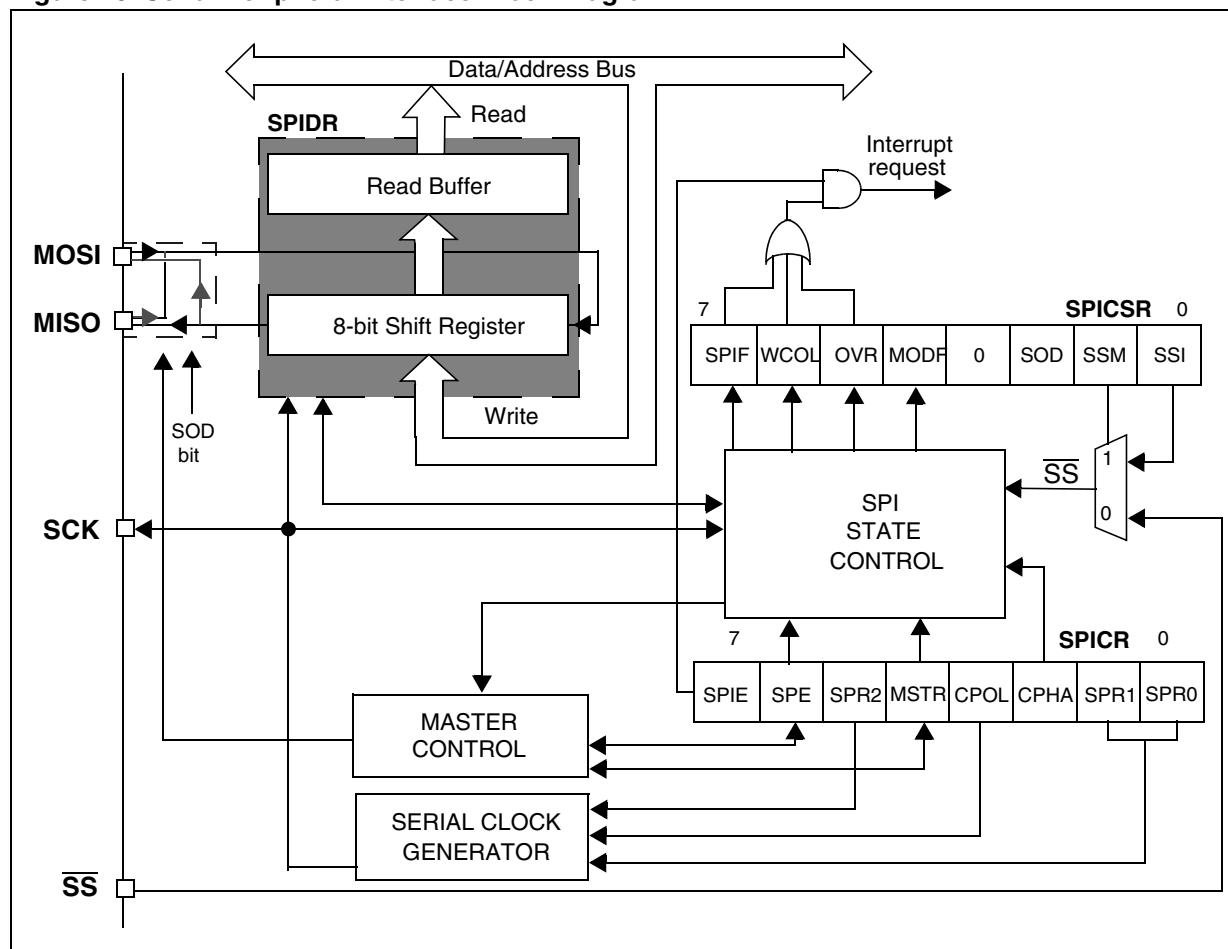 Data/Address Bus
Read
SPIDR
Read Buffer
Interrupt
request
MOSI
MISO
8-bit Shift Register
7
SPICSR
0
SPIF
WCOL
OVR
MODF
0
SOD
SSM
SSI
Write
SOD
bit
1
SS
0
SCK
SPI
STATE
CONTROL
7
SPICR
0
SPIE
SPE
SPR2
MSTR
CPOL
CPHA
SPR1
SPR0
MASTER
CONTROL
SERIAL CLOCK
GENERATOR
SS